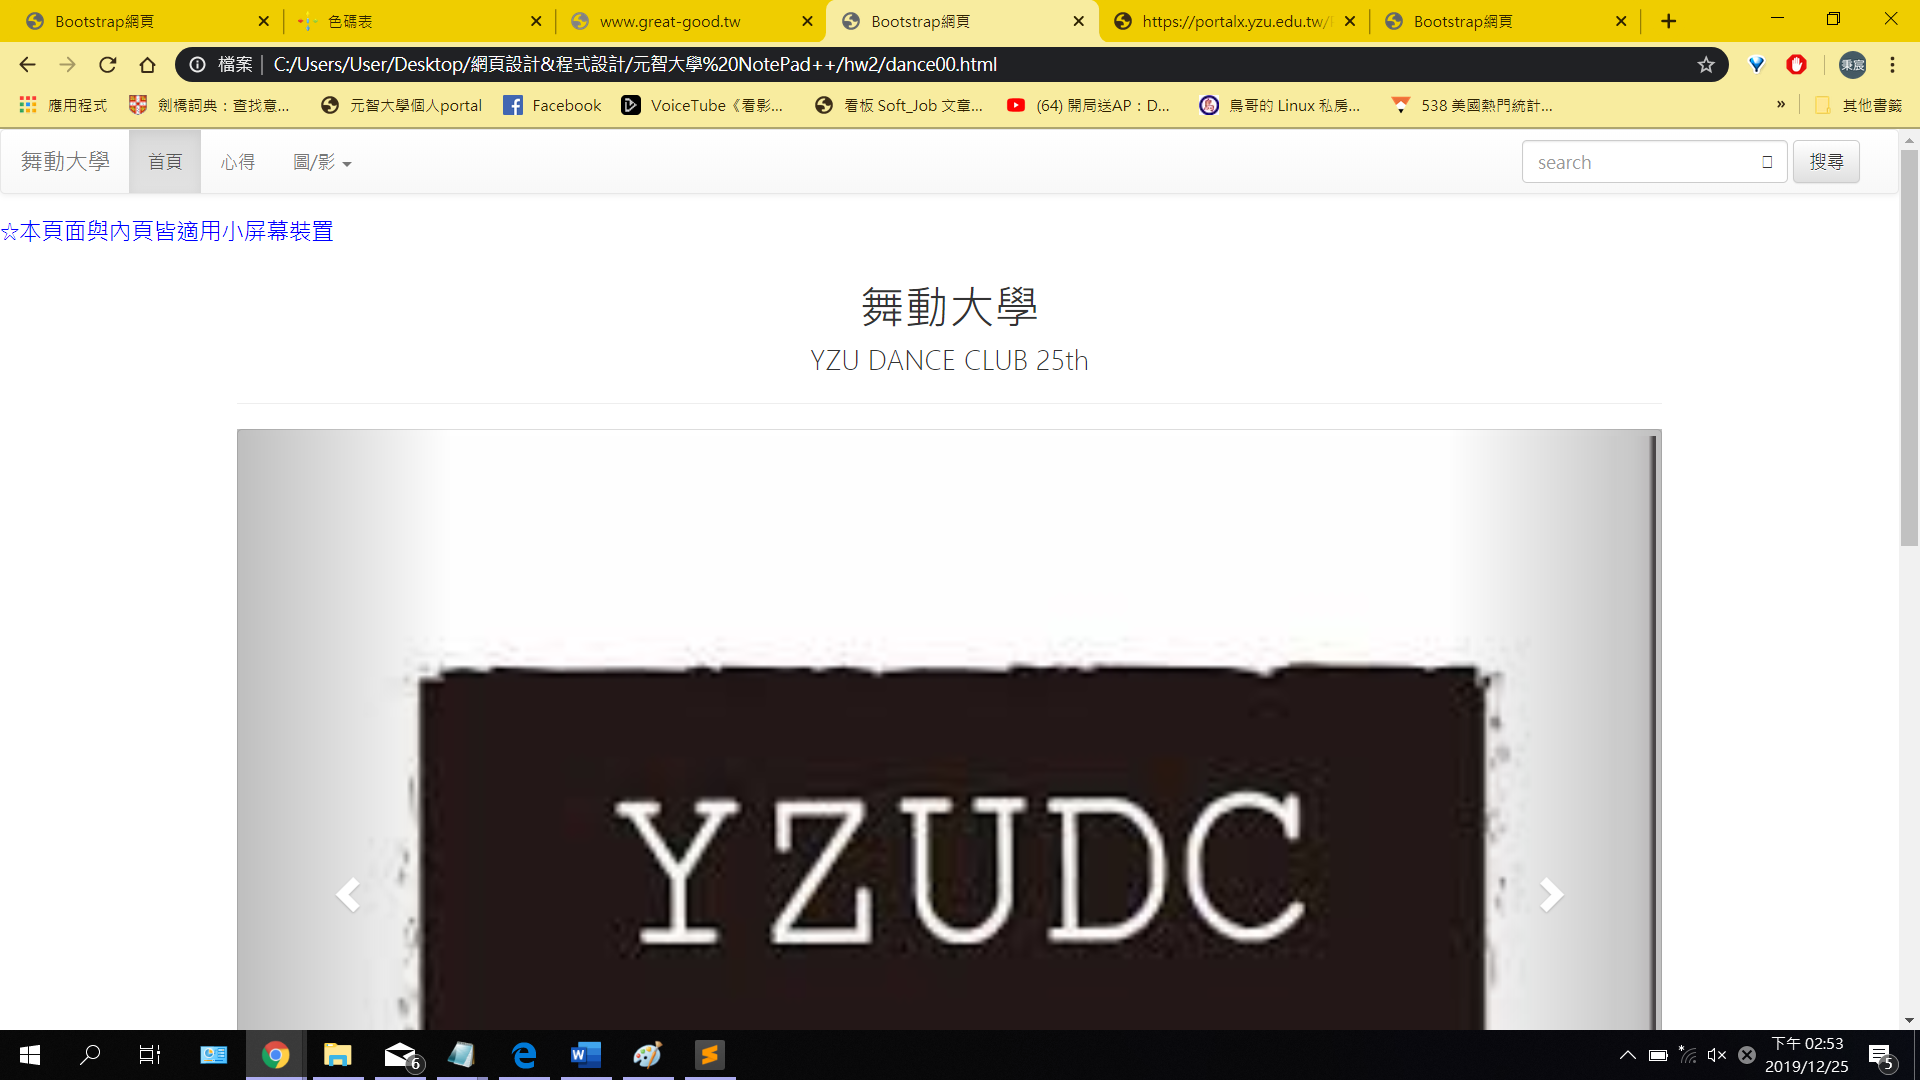 Bootstrap網頁
色碼表
www.great-good.tw
Bootstrap網頁
https://portalx.yzu.edu.tw/
Bootstrap網頁
檔案 C:/Users/User/Desktop/網頁設計&程式設計/元智大學%20NotePad++/hw2/dance00.html
秉宸
應用程式
劍橋詞典：查找意...
元智大學個人portal
Facebook
VoiceTube《看影...
看板 Soft_Job 文章...
(64) 開局送AP：D...
鳥哥的 Linux 私房...
538 美國熱門統計...
»
其他書籤
舞動大學
首頁
心得
圖/影
search
搜尋
☆本頁面與內頁皆適用小屏幕裝置
舞動大學
YZU DANCE CLUB 25th
YZUDC
6
下午 02:53
2019/12/25
5